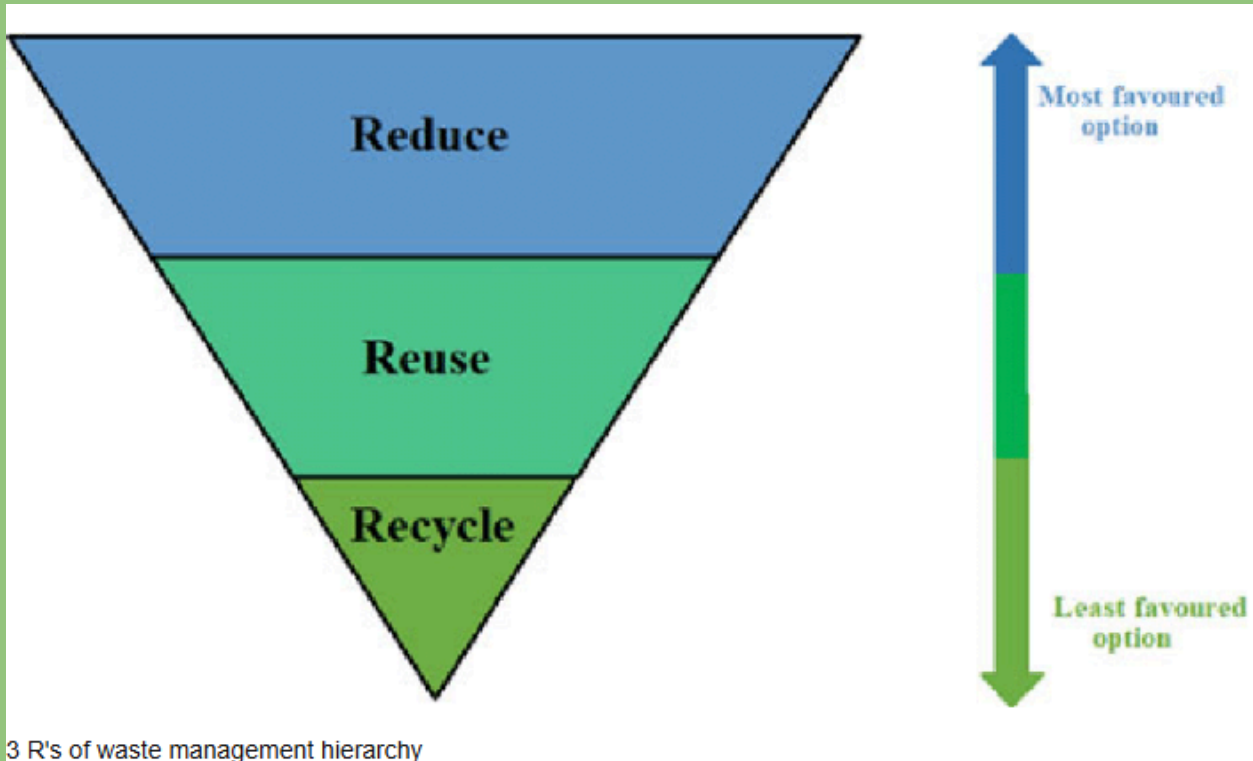 Reduce
Most favoured
option
Reuse
Recycle
Least favoured
option
3 R's of waste management hierarchy